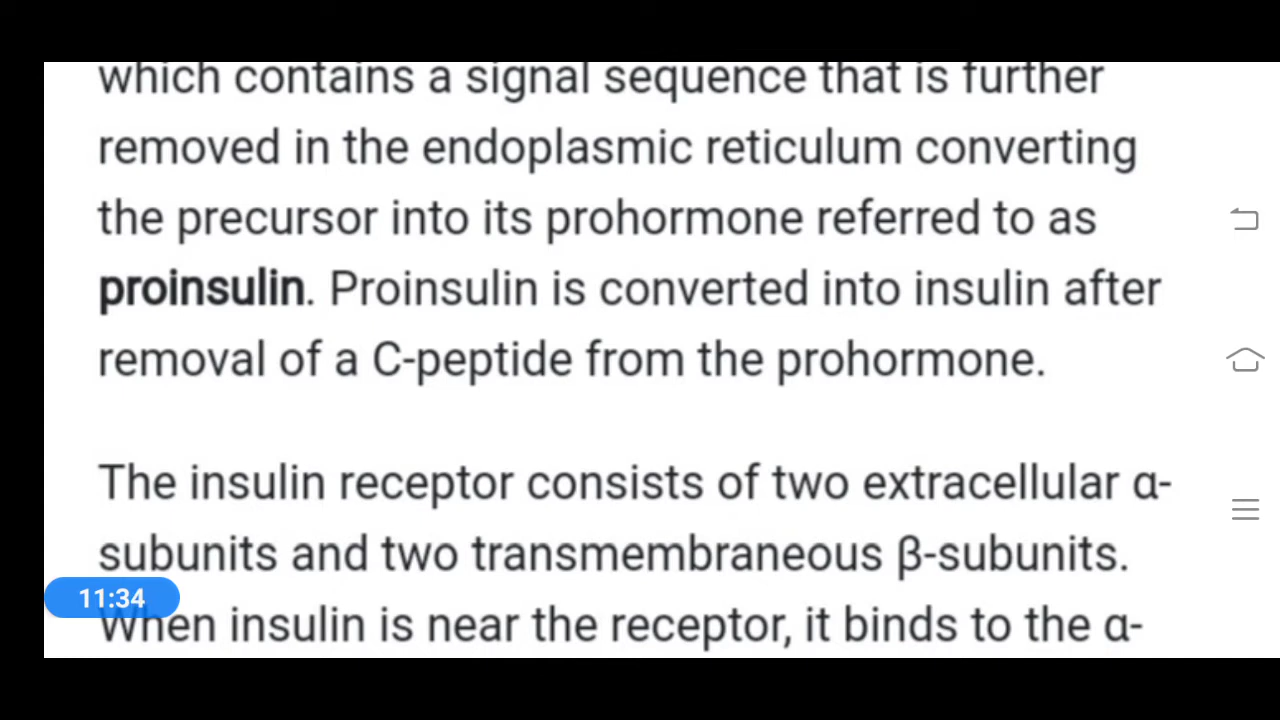 which contains a signal sequence that is further
removed in the endoplasmic reticulum converting
the precursor into its prohormone referred to as
proinsulin. Proinsulin is converted into insulin after
removal of a C-peptide from the prohormone.
The insulin receptor consists of two extracellular α-
subunits and two transmembraneous β-subunits.
11:34
When insulin is near the receptor, it binds to the α-